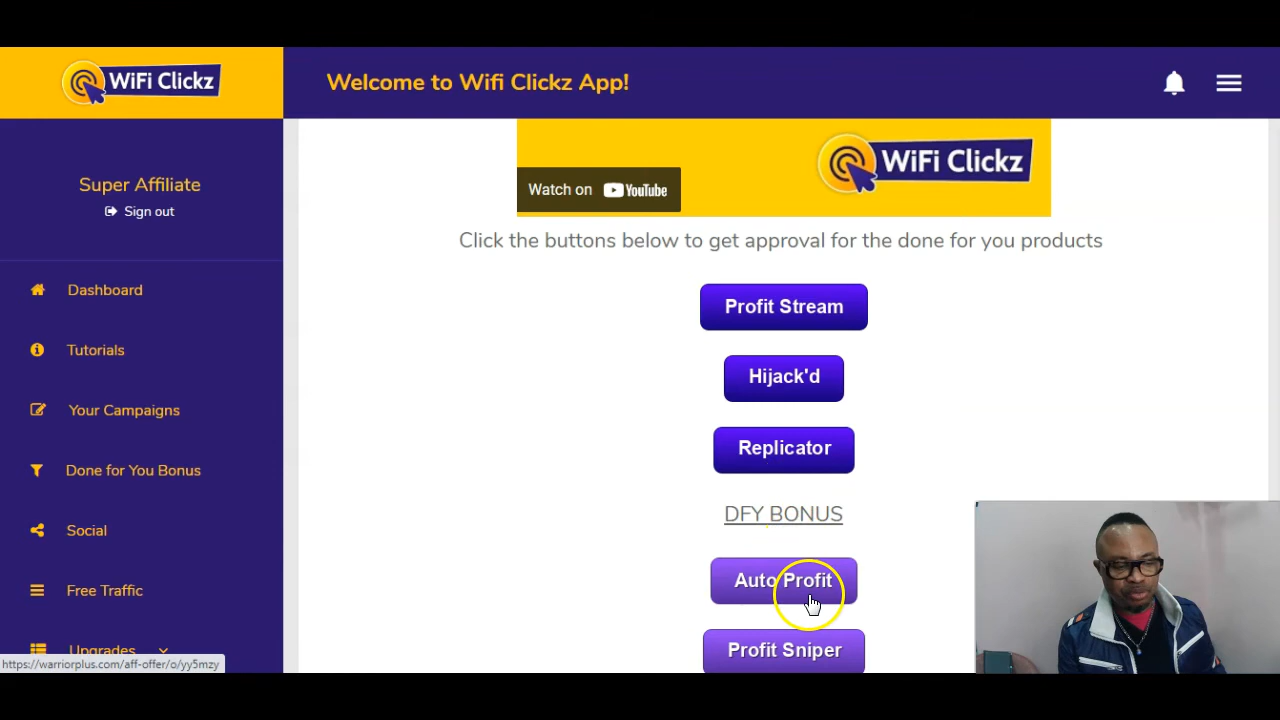 WiFi Clickz
Welcome to Wifi Clickz App!
Super Affiliate
Sign out
Dashboard
Tutorials
Your Campaigns
Done for You Bonus
Social
Free Traffic
Upgrades
https://warriorplus.com/aff-offer/o/yy5mzy
WiFi Clickz
Watch on YouTube
Click the buttons below to get approval for the done for you products
Profit Stream
Hijack'd
Replicator
DFY BONUS
Auto Profit
Profit Sniper